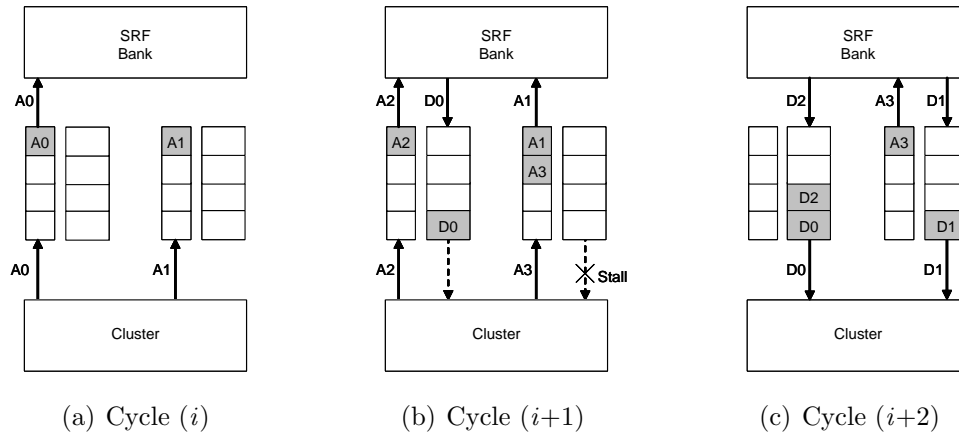 SRF
Bank
A0
A0
A1
A0
A1
Cluster
(a) Cycle (i)
SRF
Bank
A2
D0
A1
A2
A1
A3
D0
A2
A3
Stall
Cluster
(b) Cycle (i+1)
SRF
Bank
D2
A3
D1
A3
D2
D0
D1
D0
D1
Cluster
(c) Cycle (i+2)